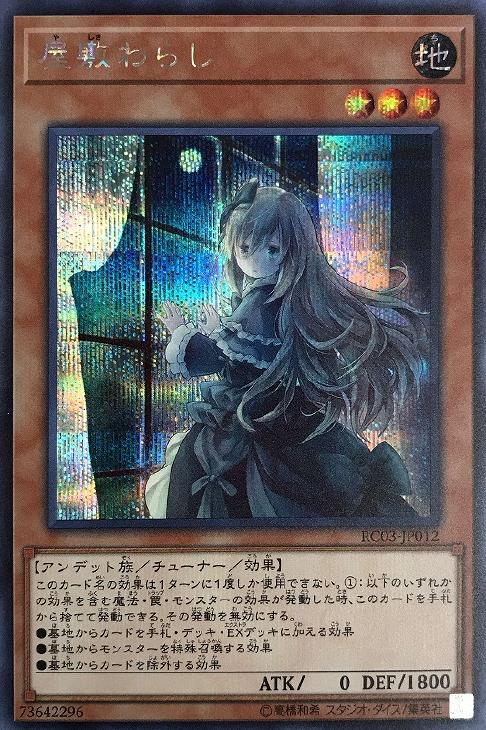 屋敷わらし
地
RC03-JP012
【アンデット族／チューナー／効果】
このカード名の効果は1ターンに1度しか使用できない。①：以下のいずれか
の効果を含む魔法・罠・モンスターの効果が発動した時、このカードを手札
から捨てて発動できる。その発動を無効にする。
●墓地からカードを手札・デッキ・EXデッキに加える効果
●墓地からモンスターを特殊召喚する効果
●墓地からカードを除外する効果
ATK/ 0 DEF/1800
73642296 ©高橋和希 スタジオ・ダイス/集英社